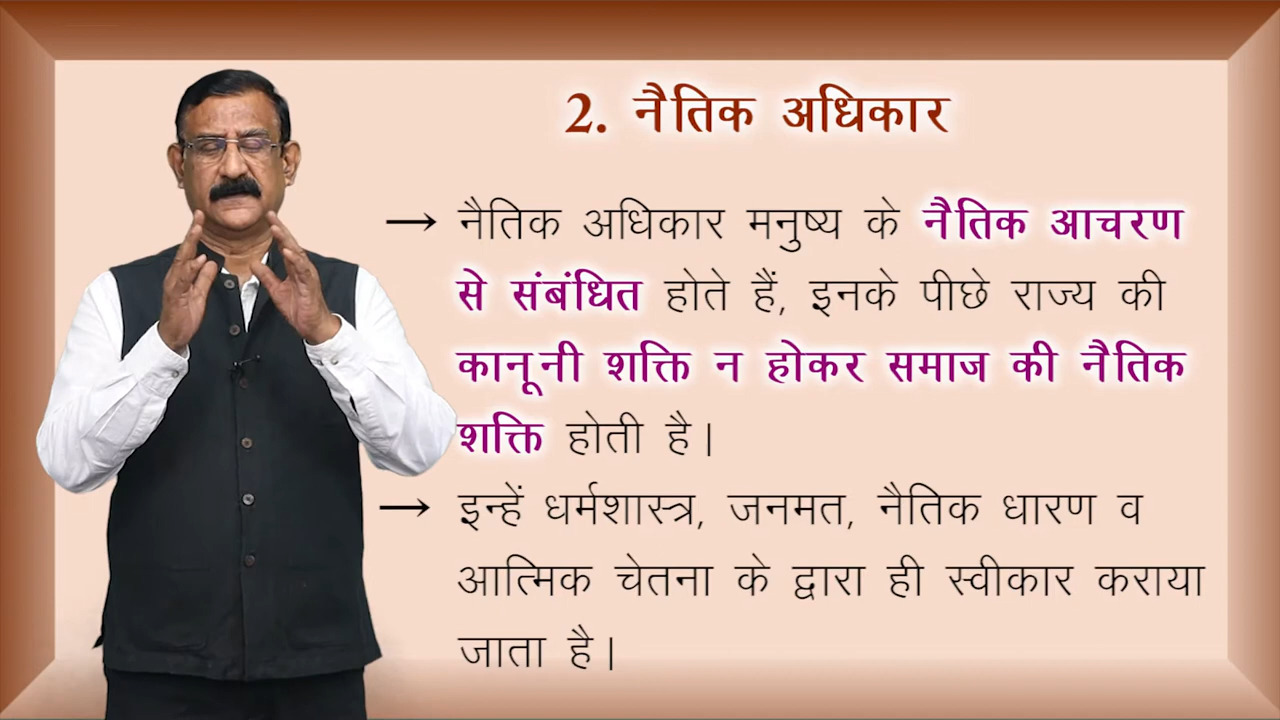 2. नैतिक अधिकार
→ नैतिक अधिकार मनुष्य के नैतिक आचरण
से संबंधित होते हैं, इनके पीछे राज्य की
कानूनी शक्ति न होकर समाज की नैतिक
शक्ति होती है।
→ इन्हें धर्मशास्त्र, जनमत, नैतिक धारण व
आत्मिक चेतना के द्वारा ही स्वीकार कराया
जाता है।